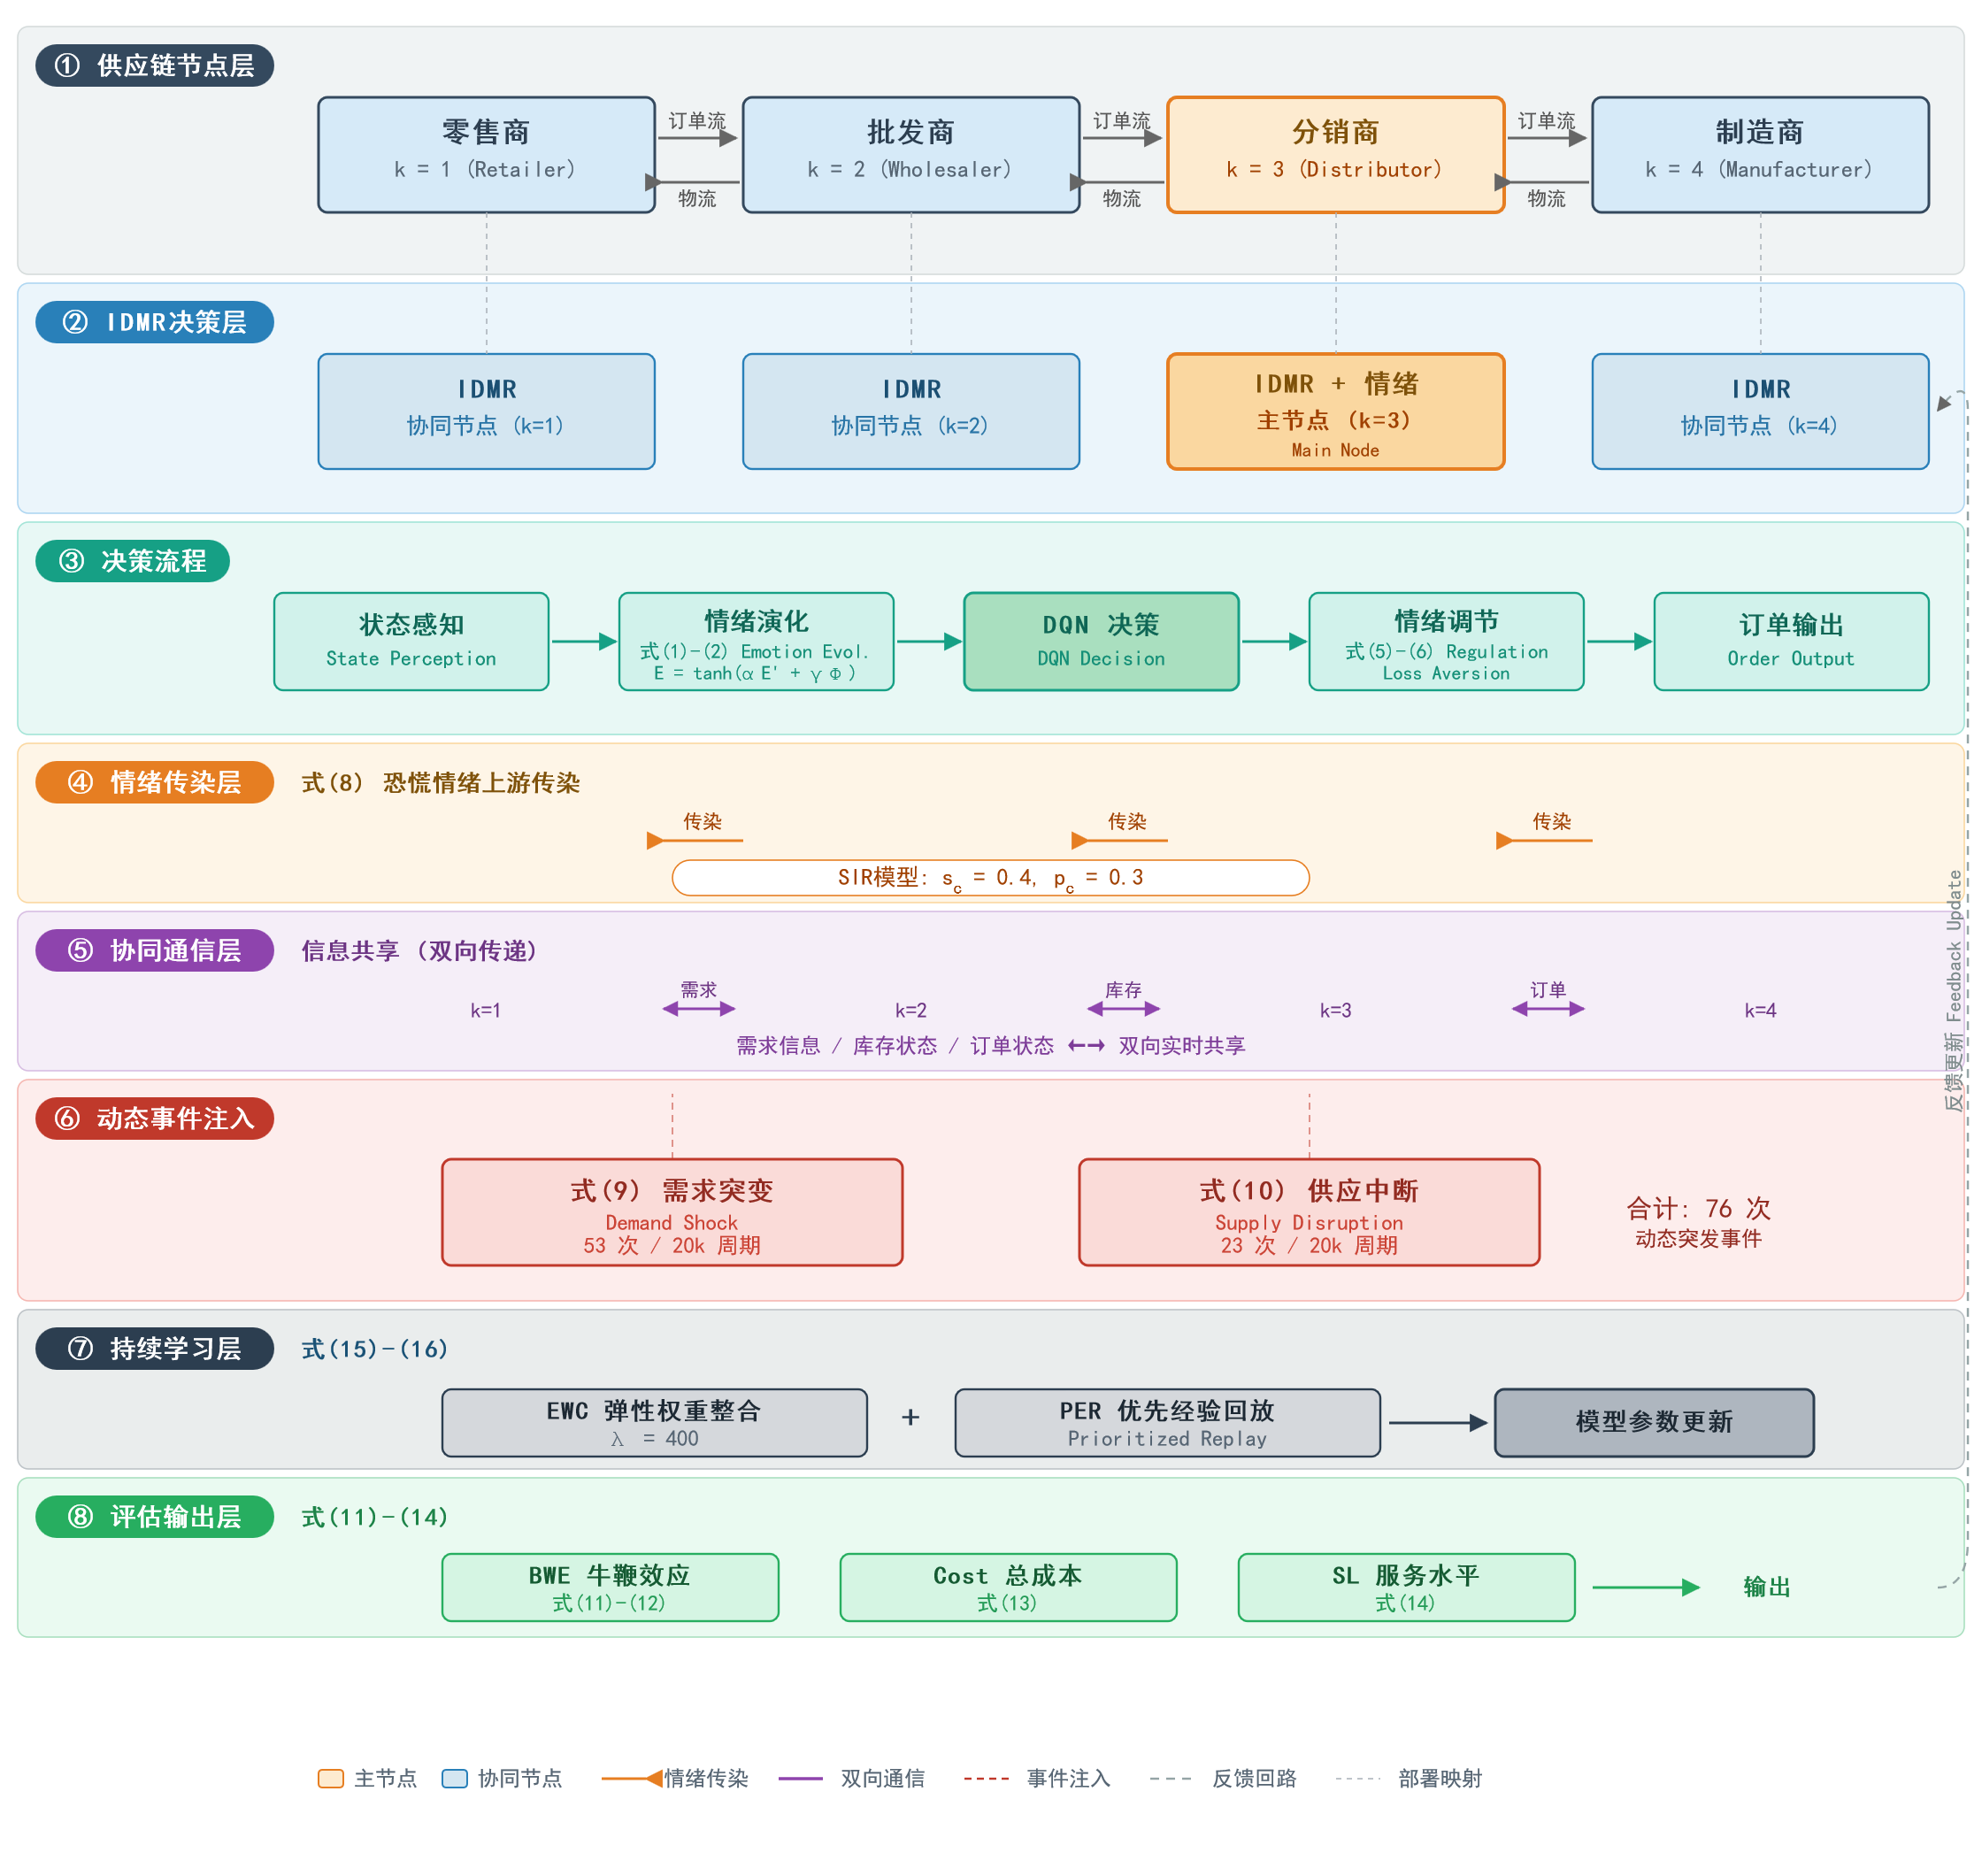 ① 供应链节点层
零售商
k = 1 (Retailer)
订单流
物流
批发商
k = 2 (Wholesaler)
订单流
物流
分销商
k = 3 (Distributor)
订单流
物流
制造商
k = 4 (Manufacturer)
② IDMR决策层
IDMR
协同节点 (k=1)
IDMR
协同节点 (k=2)
IDMR + 情绪
主节点 (k=3)
Main Node
IDMR
协同节点 (k=4)
③ 决策流程
状态感知
State Perception
情绪演化
式(1)-(2) Emotion Evol.
E = tanh(αE' + γΦ)
DQN 决策
DQN Decision
情绪调节
式(5)-(6) Regulation
Loss Aversion
订单输出
Order Output
④ 情绪传染层
式(8) 恐慌情绪上游传染
传染
传染
传染
SIR模型: s_c = 0.4, p_c = 0.3
⑤ 协同通信层
信息共享 (双向传递)
k=1
需求
k=2
库存
k=3
订单
k=4
需求信息 / 库存状态 / 订单状态 ←→ 双向实时共享
反馈更新 Feedback Update
⑥ 动态事件注入
式(9) 需求突变
Demand Shock
53 次 / 20k 周期
式(10) 供应中断
Supply Disruption
23 次 / 20k 周期
合计: 76 次
动态突发事件
⑦ 持续学习层
式(15)-(16)
EWC 弹性权重整合
λ = 400
+
PER 优先经验回放
Prioritized Replay
模型参数更新
⑧ 评估输出层
式(11)-(14)
BWE 牛鞭效应
式(11)-(12)
Cost 总成本
式(13)
SL 服务水平
式(14)
输出
主节点
协同节点
情绪传染
双向通信
事件注入
反馈回路
部署映射